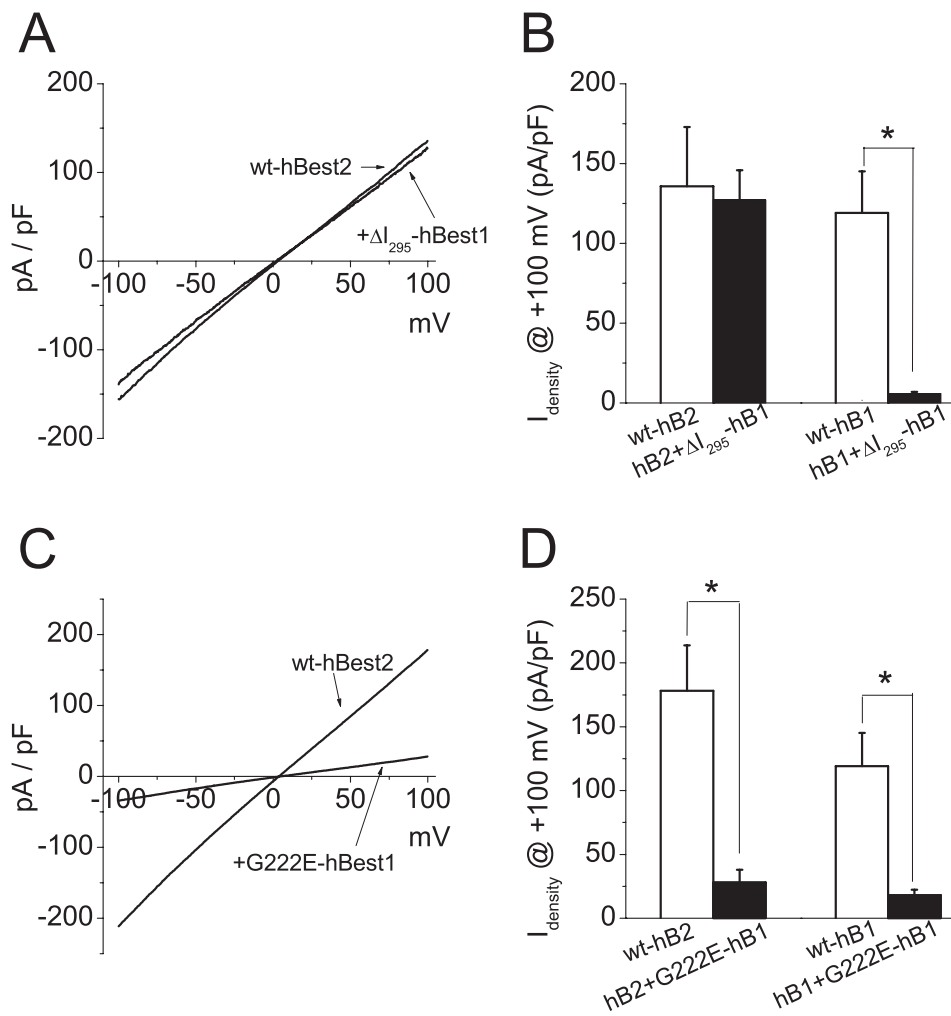 A
200
100
0
-100
-200
pA / pF
-100
-50
0
50
100
mV
wt-hBest2
+ΔI295-hBest1
B
200
150
100
50
0
Idensity @ +100 mV (pA/pF)
*
wt-hB2
hB2+ΔI295-hB1
wt-hB1
hB1+ΔI295-hB1
C
200
100
0
-100
-200
pA / pF
-100
-50
0
50
100
mV
wt-hBest2
+G222E-hBest1
D
250
200
150
100
50
0
Idensity @ +100 mV (pA/pF)
*
*
wt-hB2
hB2+G222E-hB1
wt-hB1
hB1+G222E-hB1